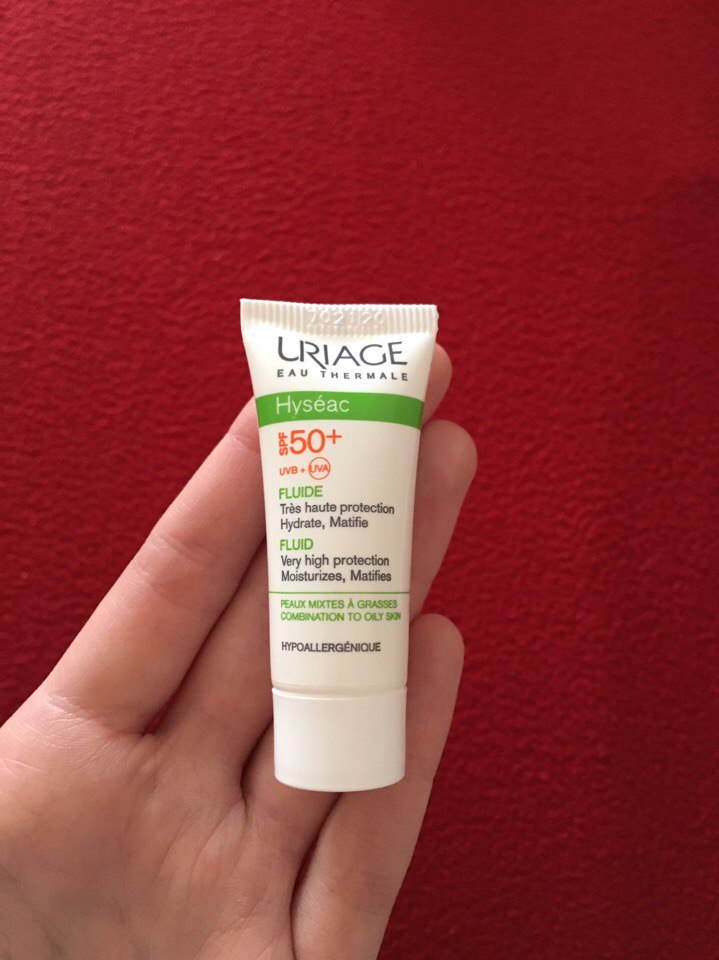 URIAGE
EAU THERMALE
Hyséac
SPF 50+
UVB + UVA
FLUIDE
Très haute protection
Hydrate, Matifie
FLUID
Very high protection
Moisturizes, Matifies
PEAUX MIXTES À GRASSES
COMBINATION TO OILY SKIN
HYPOALLERGÉNIQUE